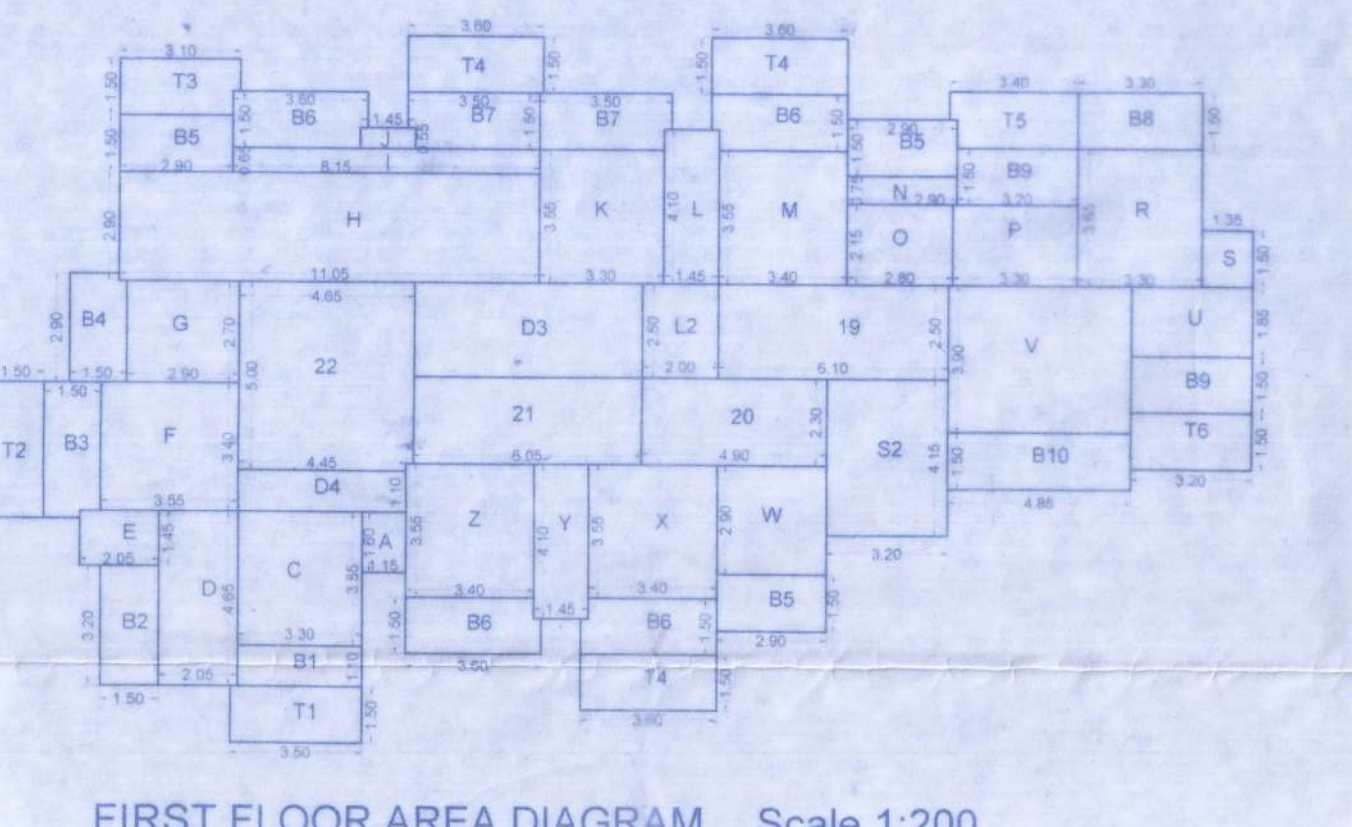 3.60
3.60
3.10
T4
1.50
1.50
T4
T3
1.50
3.40
3.30
3.60
3.50
3.50
B6
1.50
1.45
B7
1.50
B7
B6
1.50
2.90
B5
T5
B8
1.50
B5
1.50
1.50
B9
1.50
2.90
0.65
8.15
N
2.90
0.75
3.20
H
2.90
3.55
K
4.10
L
3.55
M
2.15
O
P
3.65
R
1.35
S
1.50
11.05
3.30
1.45
3.40
2.80
3.30
3.30
4.65
B4
2.90
G
2.70
D3
2.50
L2
19
2.50
V
3.90
U
1.85
22
5.00
1.50
1.50
2.90
2.00
6.10
B9
1.50
1.50
T2
B3
F
3.40
21
20
2.30
S2
4.15
T6
1.50
B10
1.50
4.45
6.05
4.90
4.85
3.20
D4
1.10
3.55
E
1.45
2.05
C
3.55
A
1.60
1.15
Z
3.55
Y
4.10
X
3.55
W
2.90
3.20
D
4.65
3.40
3.40
B5
1.50
2.90
B2
3.20
3.30
B6
1.50
1.45
B6
1.50
B1
1.10
2.05
3.50
T4
1.50
1.50
T1
1.50
3.60
3.50
FIRST FLOOR AREA DIAGRAM Scale 1:200